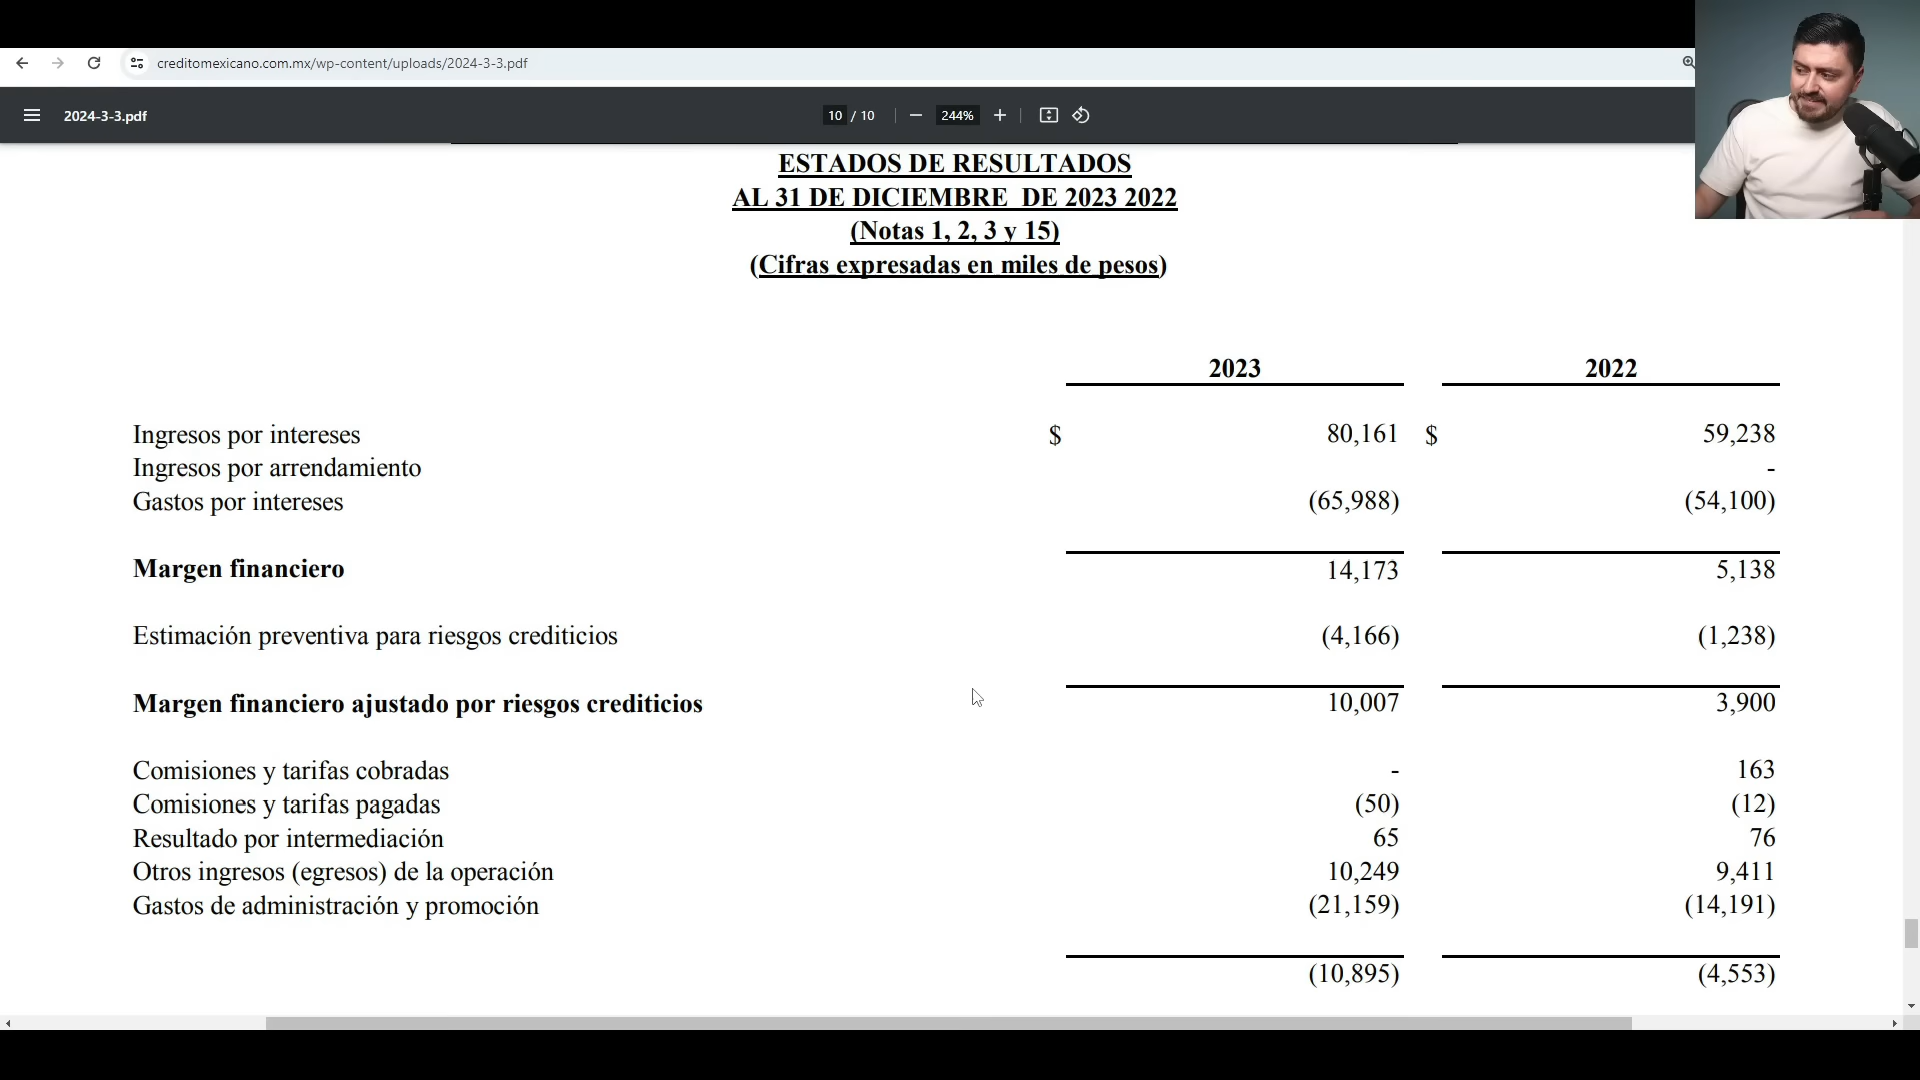 creditomexicano.com.mx/wp-content/uploads/2024-3-3.pdf
2024-3-3.pdf
10 / 10
244%
ESTADOS DE RESULTADOS
AL 31 DE DICIEMBRE DE 2023 2022
(Notas 1, 2, 3 y 15)
(Cifras expresadas en miles de pesos)
2023 2022
Ingresos por intereses $ 80,161 $ 59,238
Ingresos por arrendamiento -
Gastos por intereses (65,988) (54,100)
Margen financiero 14,173 5,138
Estimación preventiva para riesgos crediticios (4,166) (1,238)
Margen financiero ajustado por riesgos crediticios 10,007 3,900
Comisiones y tarifas cobradas - 163
Comisiones y tarifas pagadas (50) (12)
Resultado por intermediación 65 76
Otros ingresos (egresos) de la operación 10,249 9,411
Gastos de administración y promoción (21,159) (14,191)
(10,895) (4,553)